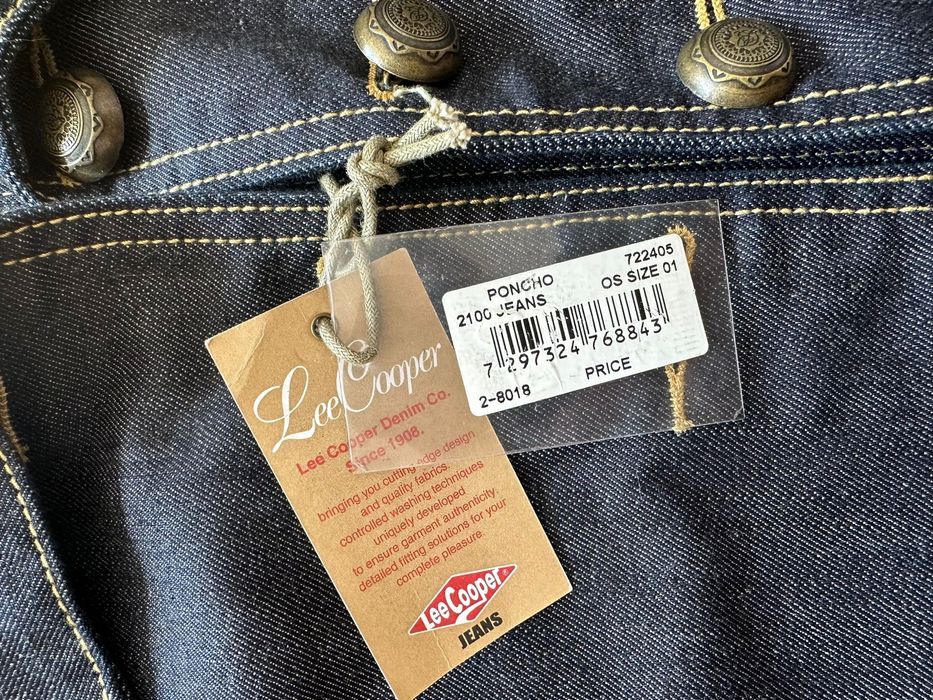 PONCHO 722405
2100 JEANS OS SIZE 01
7 297324 768843
2-8018 PRICE
Lee Cooper
Lee Cooper Denim Co.
Since 1908.
bringing you cutting edge design
and quality fabrics.
controlled washing techniques
uniquely developed
to ensure garment authenticity.
detailed fitting solutions for your
complete pleasure.
Lee Cooper®
JEANS